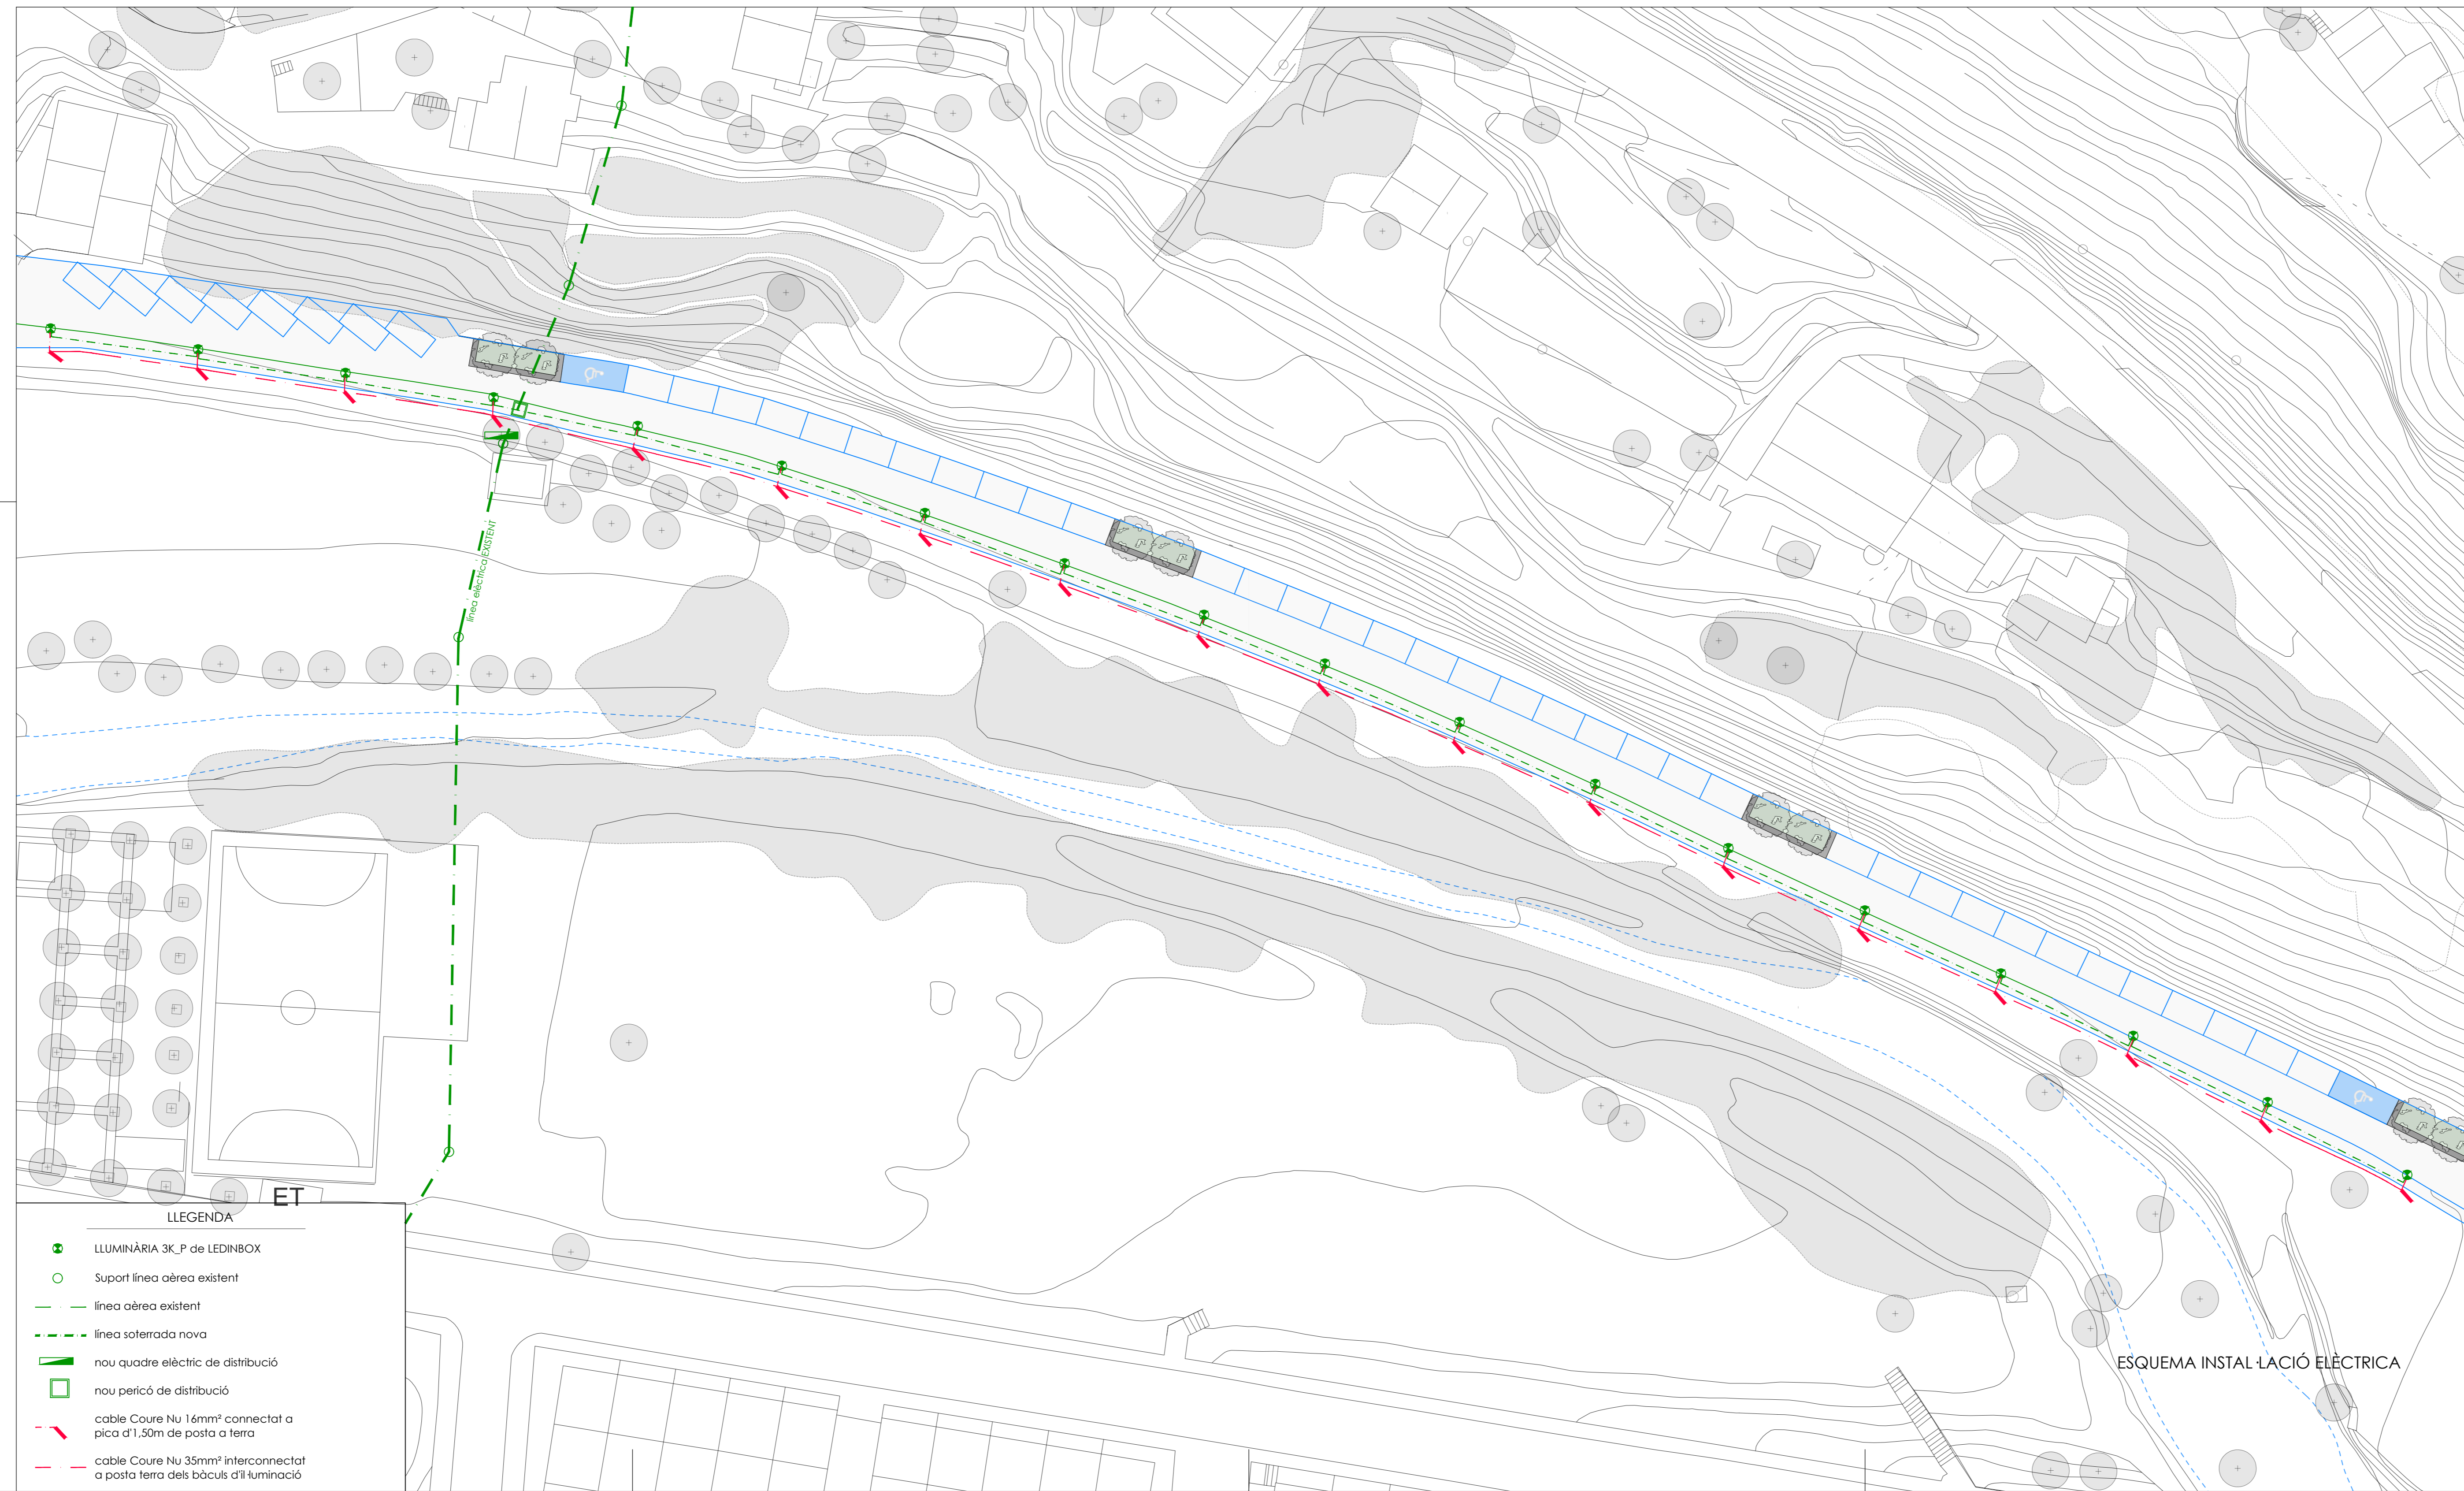 línea elèctrica EXISTENT
ET
LLEGENDA
LLUMINÀRIA 3K_P de LEDINBOX
Suport línea aèrea existent
línea aèrea existent
línea soterrada nova
nou quadre elèctric de distribució
nou pericó de distribució
cable Coure Nu 16mm² connectat a
pica d'1,50m de posta a terra
cable Coure Nu 35mm² interconnectat
a posta terra dels bàculs d'il·luminació
ESQUEMA INSTAL·LACIÓ ELÈCTRICA